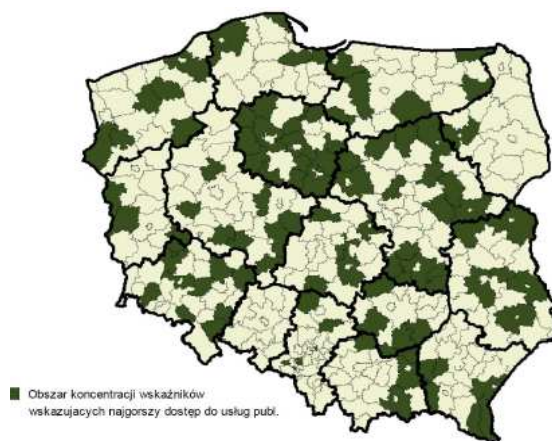 Obszar koncentracji wskaźników
wskazujacych najgorszy dostęp do usług publ.